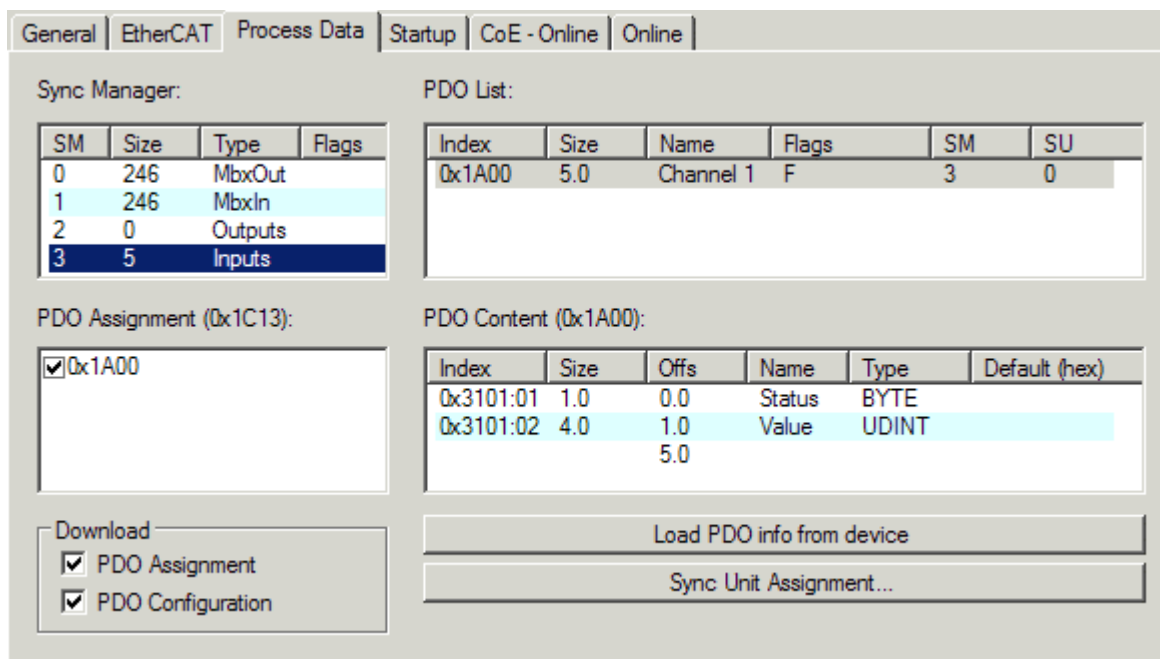 General EtherCAT Process Data Startup CoE - Online Online
Sync Manager:
SM Size Type Flags
0 246 MbxOut
1 246 MbxIn
2 0 Outputs
3 5 Inputs
PDO List:
Index Size Name Flags SM SU
0x1A00 5.0 Channel 1 F 3 0
PDO Assignment (0x1C13):
0x1A00
PDO Content (0x1A00):
Index Size Offs Name Type Default (hex)
0x3101:01 1.0 0.0 Status BYTE
0x3101:02 4.0 1.0 Value UDINT
5.0
Download
PDO Assignment
PDO Configuration
Load PDO info from device
Sync Unit Assignment...